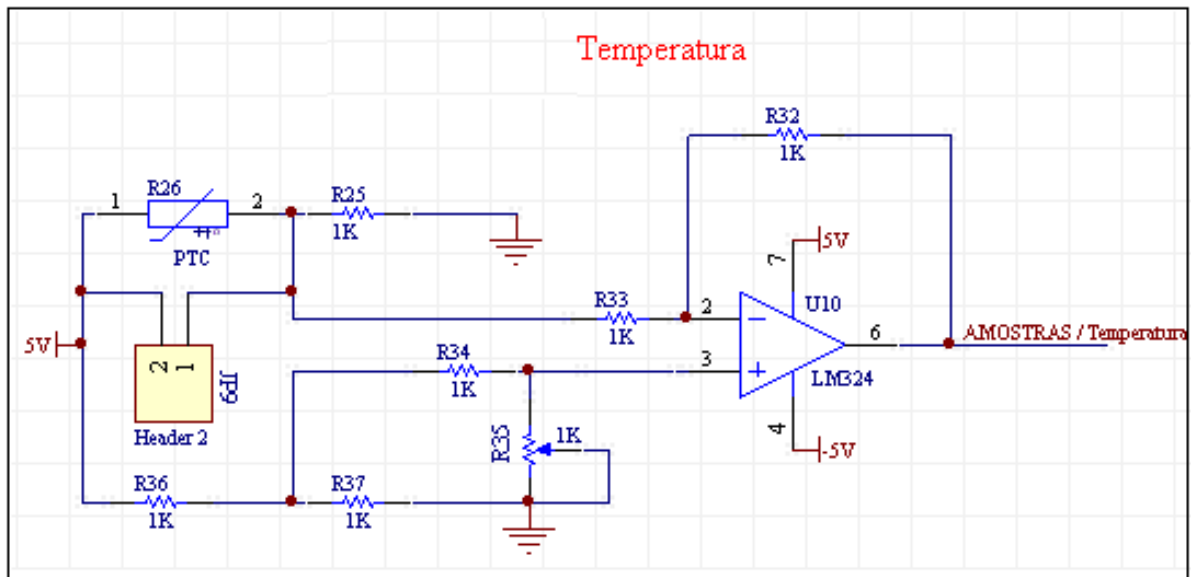 Temperatura
R32
1K
R26
1
2
PTC
R25
1K
7
5V
U10
R33
1K
2
6
AMOSTRAS / Temperatura
5V
2
1
JP9
Header 2
R34
1K
3
LM324
R35
1K
4
-5V
R36
1K
R37
1K